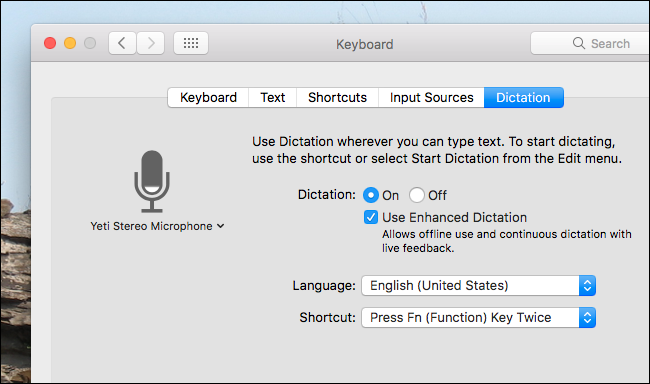 Keyboard
Search
Keyboard
Text
Shortcuts
Input Sources
Dictation
Use Dictation wherever you can type text. To start dictating,
use the shortcut or select Start Dictation from the Edit menu.
Yeti Stereo Microphone
Dictation: On Off
Use Enhanced Dictation
Allows offline use and continuous dictation with
live feedback.
Language: English (United States)
Shortcut: Press Fn (Function) Key Twice